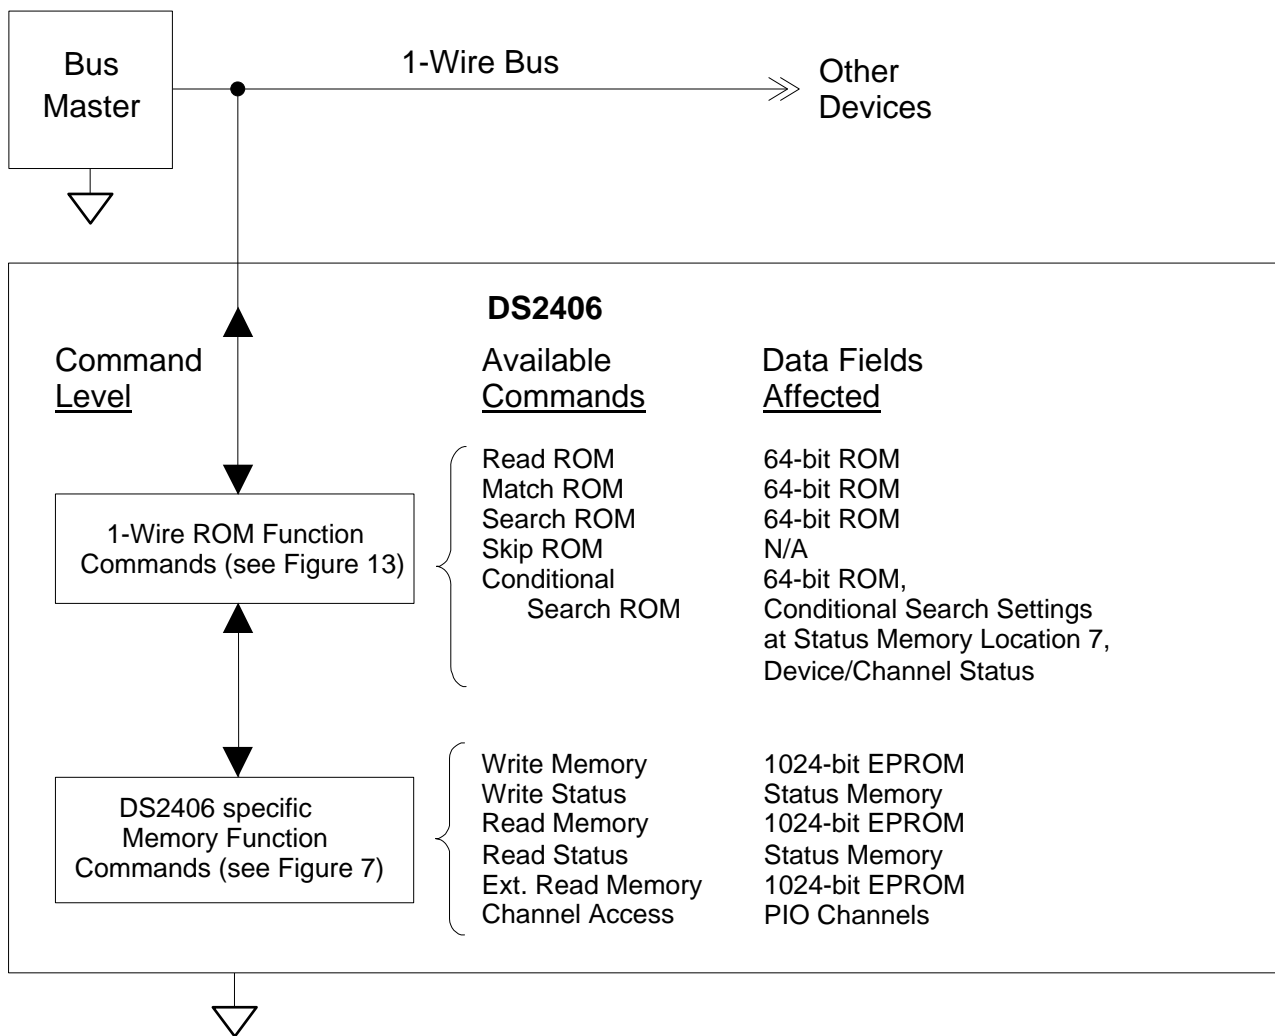 Bus
Master
1-Wire Bus
Other
Devices
DS2406
Command
Level
Available
Commands
Data Fields
Affected
1-Wire ROM Function
Commands (see Figure 13)
Read ROM 64-bit ROM
Match ROM 64-bit ROM
Search ROM 64-bit ROM
Skip ROM N/A
Conditional 64-bit ROM,
Search ROM Conditional Search Settings
at Status Memory Location 7,
Device/Channel Status
DS2406 specific
Memory Function
Commands (see Figure 7)
Write Memory 1024-bit EPROM
Write Status Status Memory
Read Memory 1024-bit EPROM
Read Status Status Memory
Ext. Read Memory 1024-bit EPROM
Channel Access PIO Channels